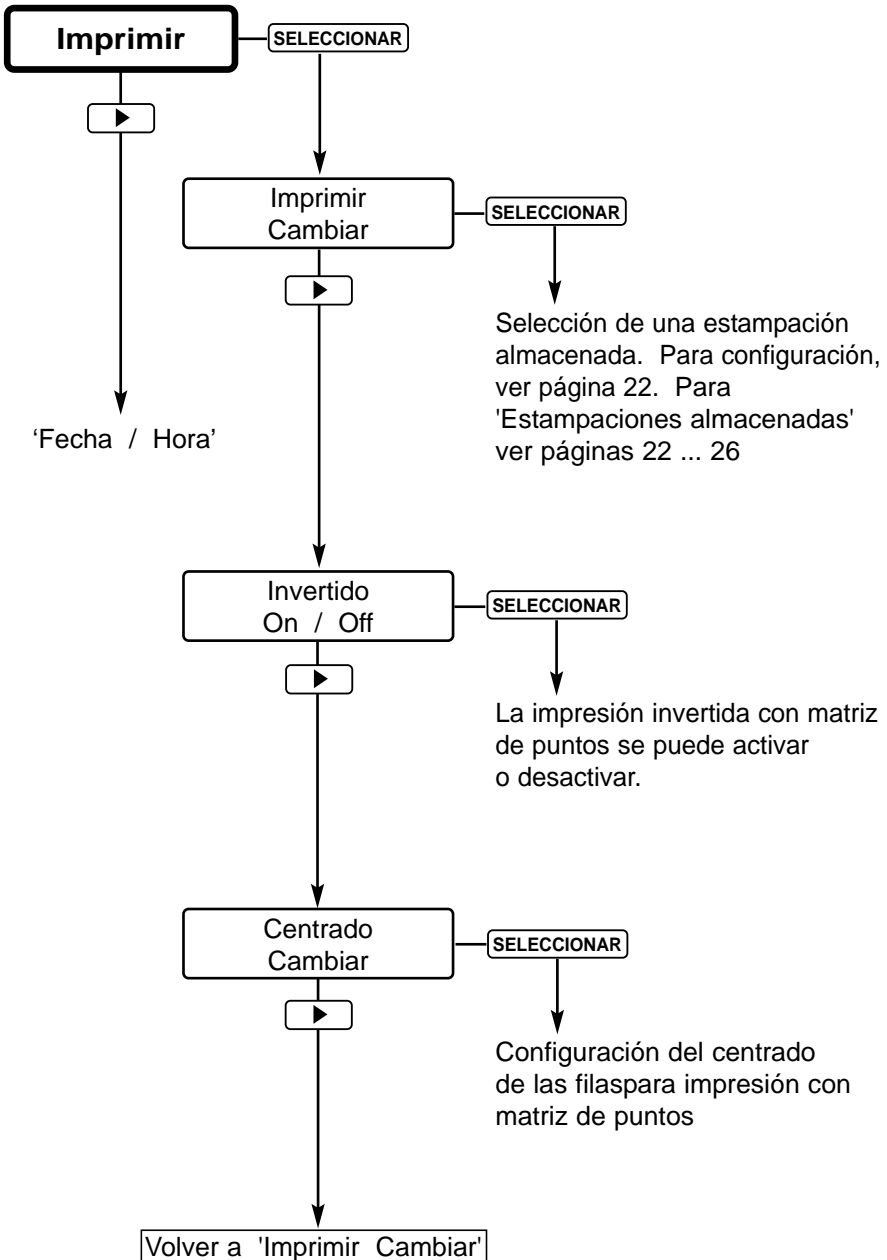 Imprimir
SELECCIONAR
Imprimir
Cambiar
SELECCIONAR
Selección de una estampación
almacenada. Para configuración,
ver página 22. Para
'Estampaciones almacenadas'
ver páginas 22 ... 26
‘Fecha / Hora’
Invertido
On / Off
SELECCIONAR
La impresión invertida con matriz
de puntos se puede activar
o desactivar.
Centrado
Cambiar
SELECCIONAR
Configuración del centrado
de las filaspara impresión con
matriz de puntos
Volver a 'Imprimir Cambiar'